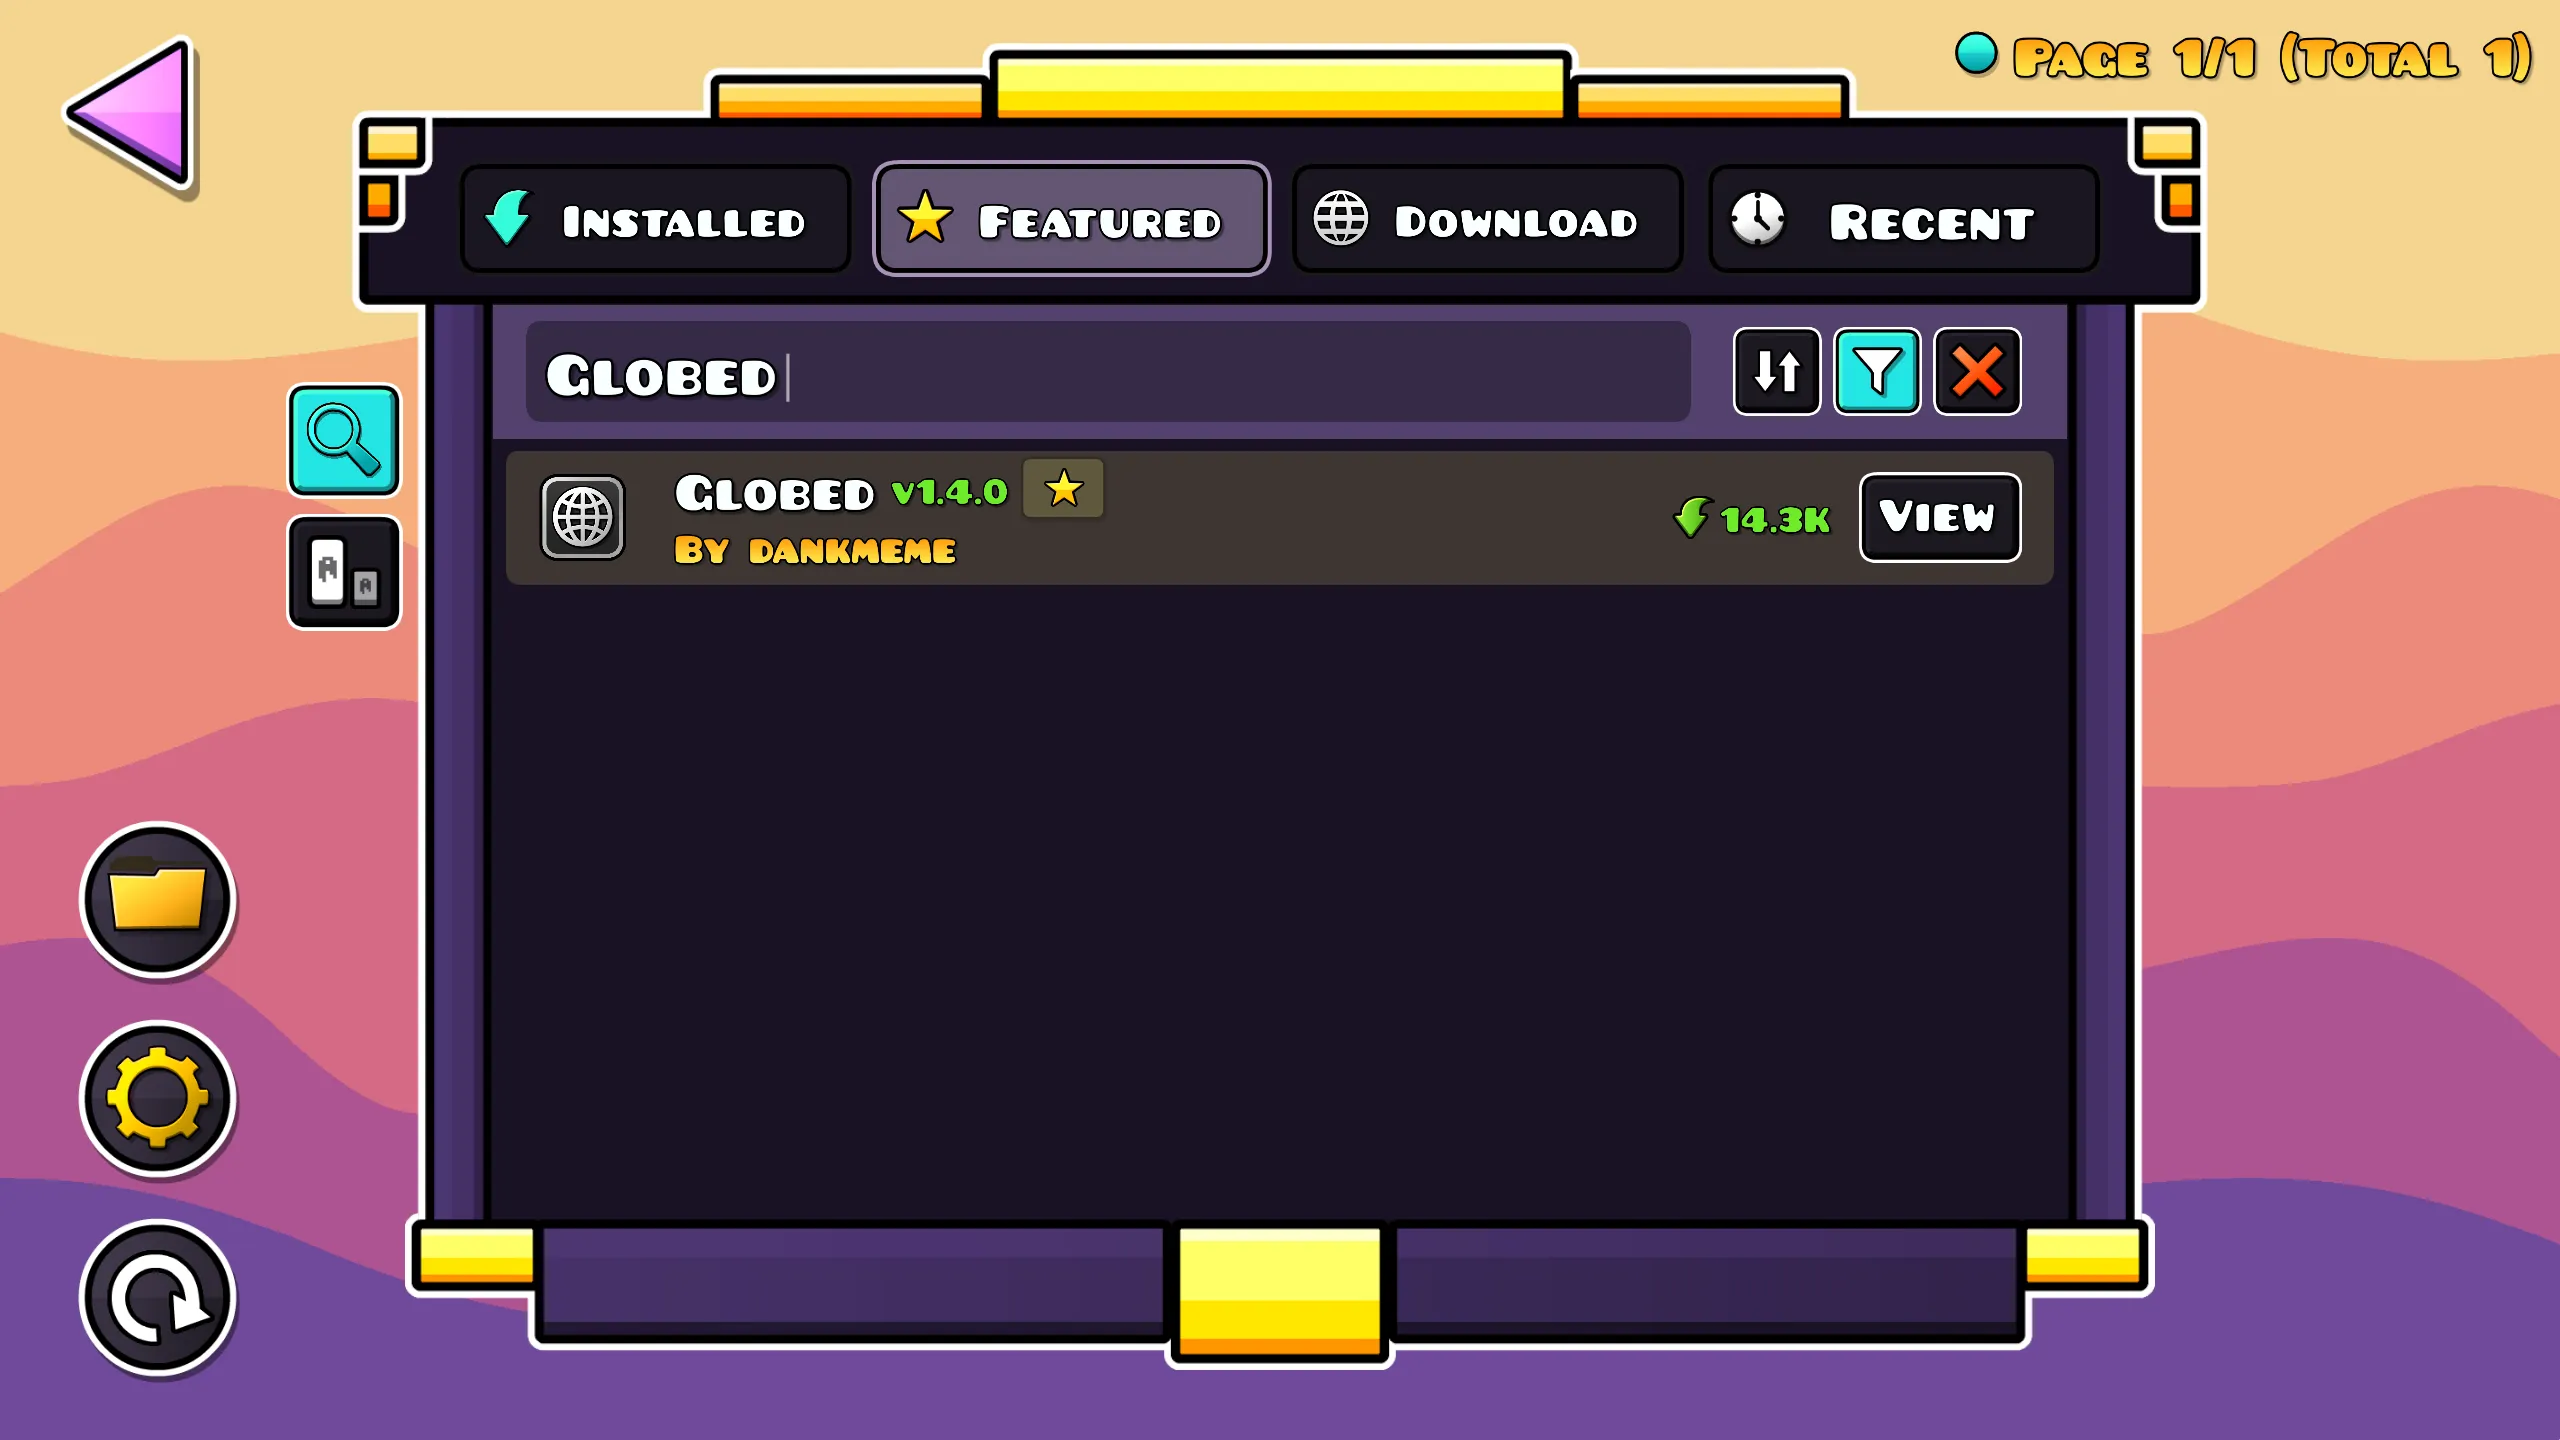 Page 1/1 (Total 1)
Installed
Featured
Download
Recent
Globed
Globed v1.4.0
By dankmeme
14.3K
View